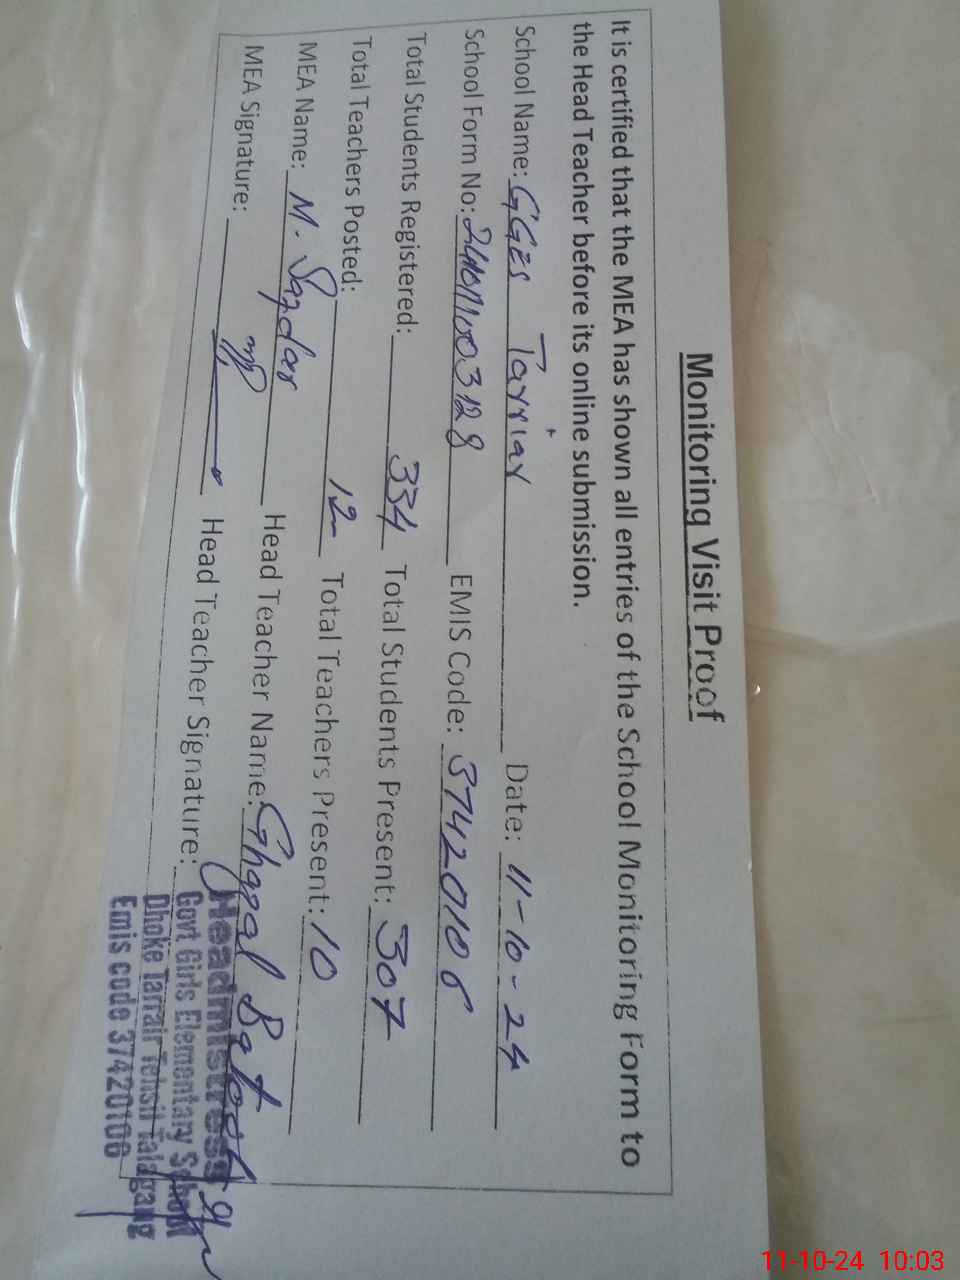 Monitoring Visit Proof
It is certified that the MEA has shown all entries of the School Monitoring Form to
the Head Teacher before its online submission.
School Name: GGES Tarriar Date: 11-10-24
School Form No: EMIS Code: 37420106
Total Students Registered: 334 Total Students Present: 307
Total Teachers Posted: 12 Total Teachers Present: 10
MEA Name: M. Safdar Head Teacher Name: Ghazal Batool
MEA Signature: Head Teacher Signature:
Headmistress
Govt Girls Elementary School
Dhoke Tarrair Tehsil Talagang
Emis code 37420106
11-10-24 10:03